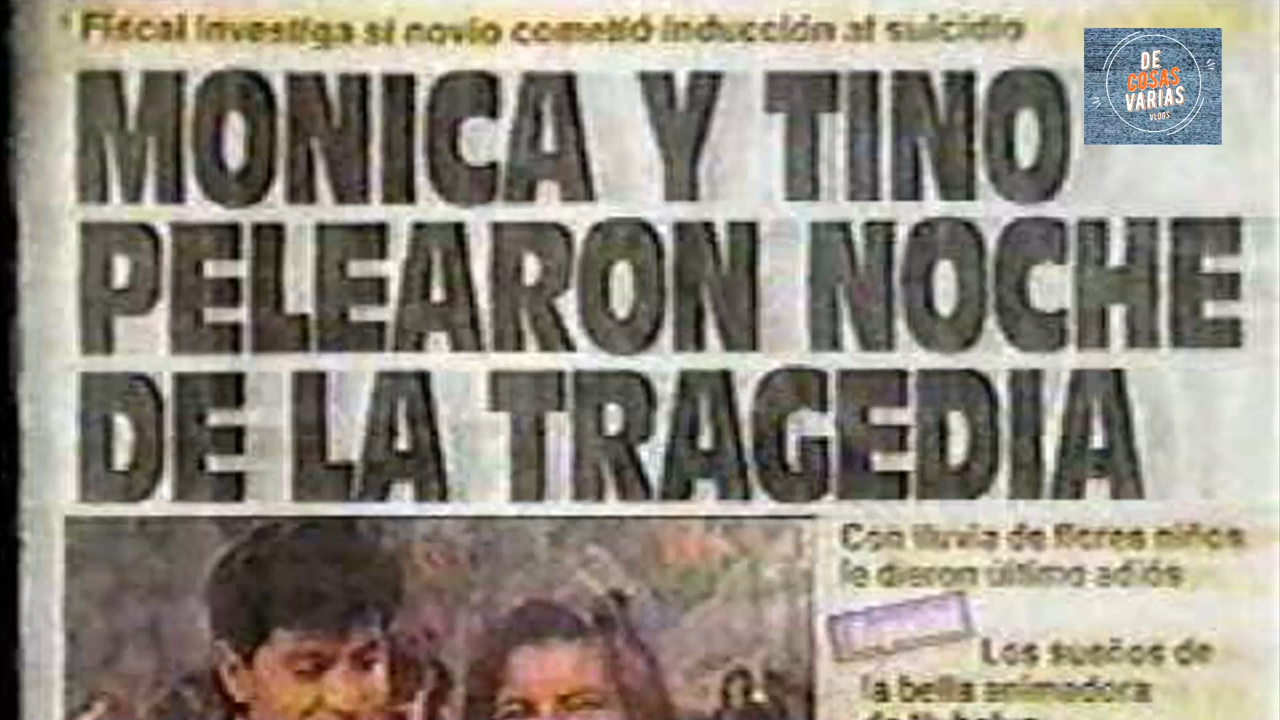 Fiscal investiga si novio cometió inducción al suicidio
MONICA Y TINO
PELEARON NOCHE
DE LA TRAGEDIA
Con lluvia de flores niños
le dieron último adiós
Los sueños de
la bella animadora
DE
COSAS
VARIAS
VLOGS